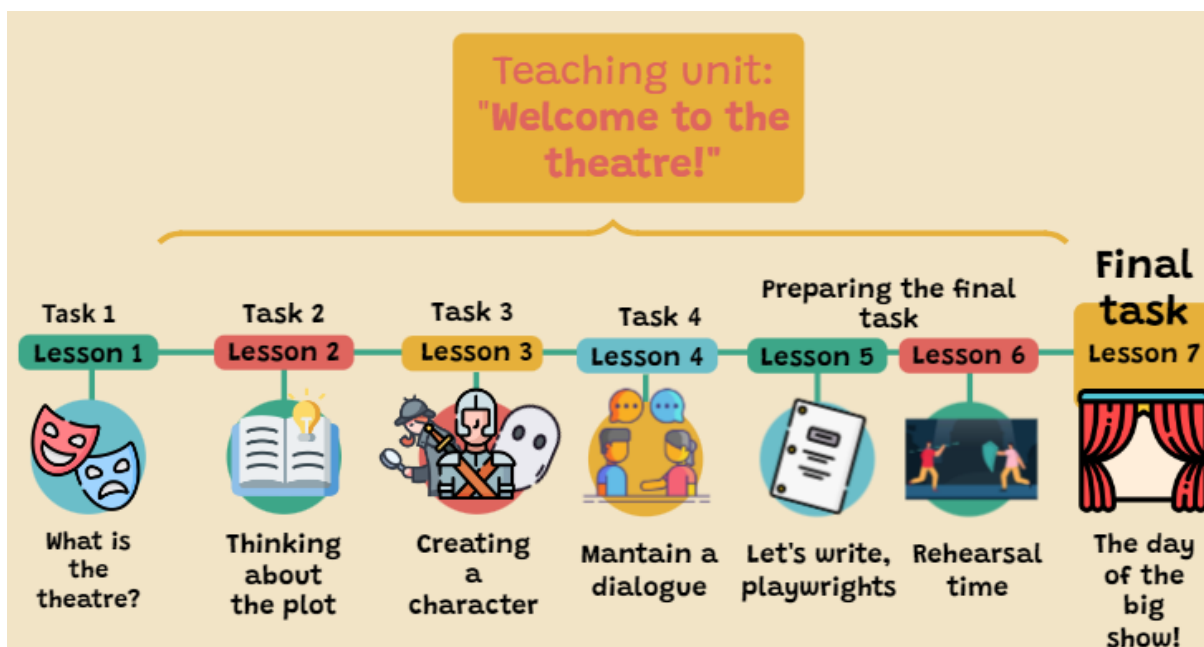 Teaching unit:
"Welcome to the
theatre!"
Task 1
Lesson 1
What is
the
theatre?
Task 2
Lesson 2
Thinking
about
the plot
Task 3
Lesson 3
Creating
a
character
Task 4
Lesson 4
Mantain a
dialogue
Preparing the final
task
Lesson 5
Let's write,
playwrights
Lesson 6
Rehearsal
time
Final
task
Lesson 7
The day
of the
big
show!